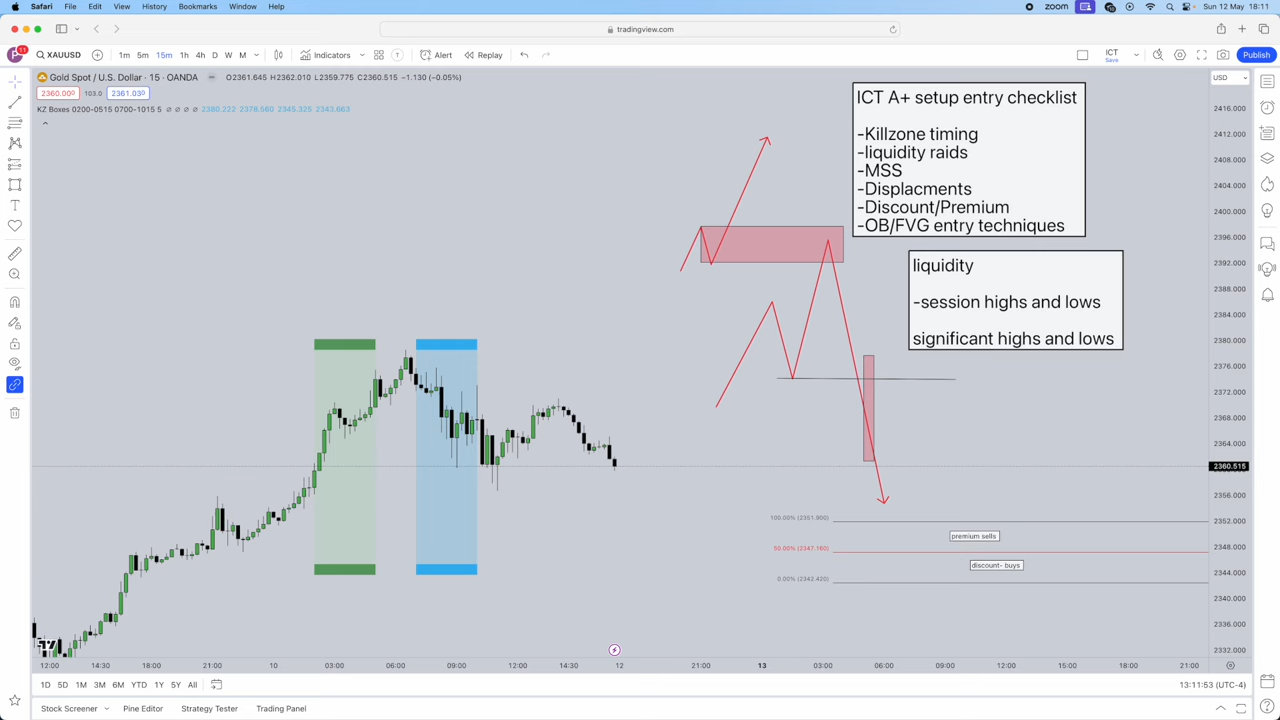 Safari File Edit View History Bookmarks Window Help
zoom Sun 12 May 18:11
tradingview.com
P 11 XAUUSD 1m 5m 15m 1h 4h D W M Indicators Alert Replay ICT Save Publish
Gold Spot / U.S. Dollar · 15 · OANDA O2361.645 H2362.010 L2359.775 C2360.515 −1.130 (−0.05%)
USD
2360.000 103.0 2361.030
KZ Boxes 0200-0515 0700-1015 5 ∅ ∅ ∅ ∅ 2380.222 2378.560 2345.325 2343.663
ICT A+ setup entry checklist
-Killzone timing
-liquidity raids
-MSS
-Displacments
-Discount/Premium
-OB/FVG entry techniques
liquidity
-session highs and lows
significant highs and lows
2416.000
2412.000
2408.000
2404.000
2400.000
2396.000
2392.000
2388.000
2384.000
2380.000
2376.000
2372.000
2368.000
2364.000
2360.515
2356.000
2352.000
2348.000
2344.000
2340.000
2336.000
2332.000
100.00% (2351.900)
premium sells
50.00% (2347.160)
discount- buys
0.00% (2342.420)
12:00 14:30 18:00 21:00 10 03:00 06:00 09:00 12:00 14:30 12 21:00 13 03:00 06:00 09:00 12:00 15:00 18:00 21:00
1D 5D 1M 3M 6M YTD 1Y 5Y All
13:11:53 (UTC-4)
Stock Screener Pine Editor Strategy Tester Trading Panel